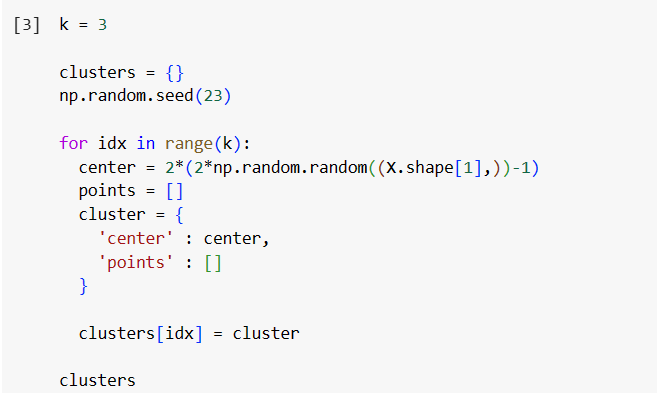 [3] k = 3
clusters = {}
np.random.seed(23)
for idx in range(k):
  center = 2*(2*np.random.random((X.shape[1],))-1)
  points = []
  cluster = {
    'center' : center,
    'points' : []
  }
  clusters[idx] = cluster
clusters